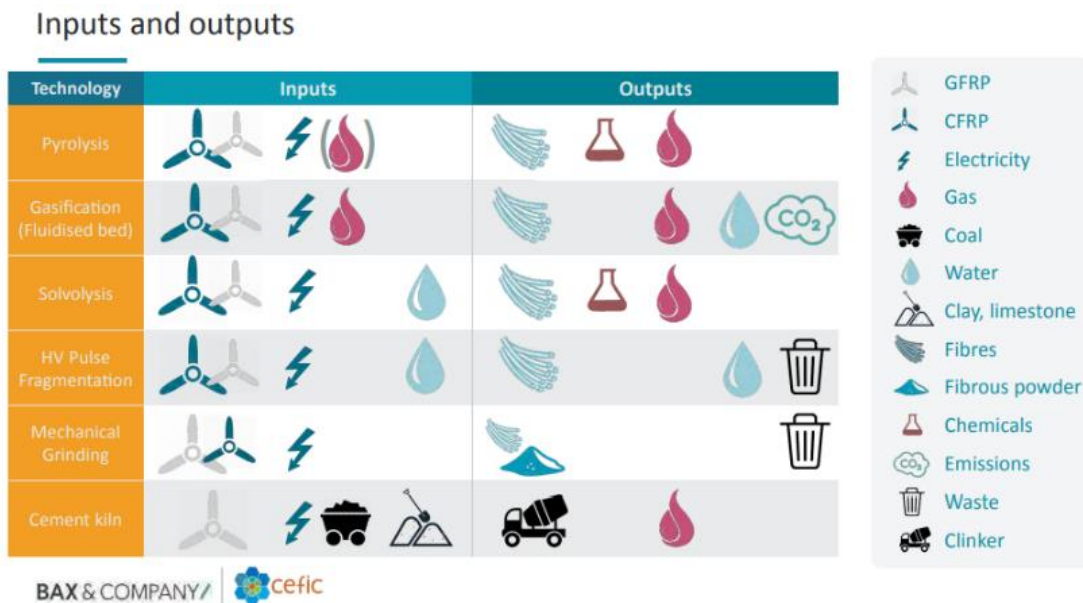 Inputs and outputs
Technology
Inputs
Outputs
Pyrolysis
Gasification
(Fluidised bed)
CO₂
Solvolysis
HV Pulse
Fragmentation
Mechanical
Grinding
Cement kiln
GFRP
CFRP
Electricity
Gas
Coal
Water
Clay, limestone
Fibres
Fibrous powder
Chemicals
CO₂
Emissions
Waste
Clinker
BAX & COMPANY/
cefic